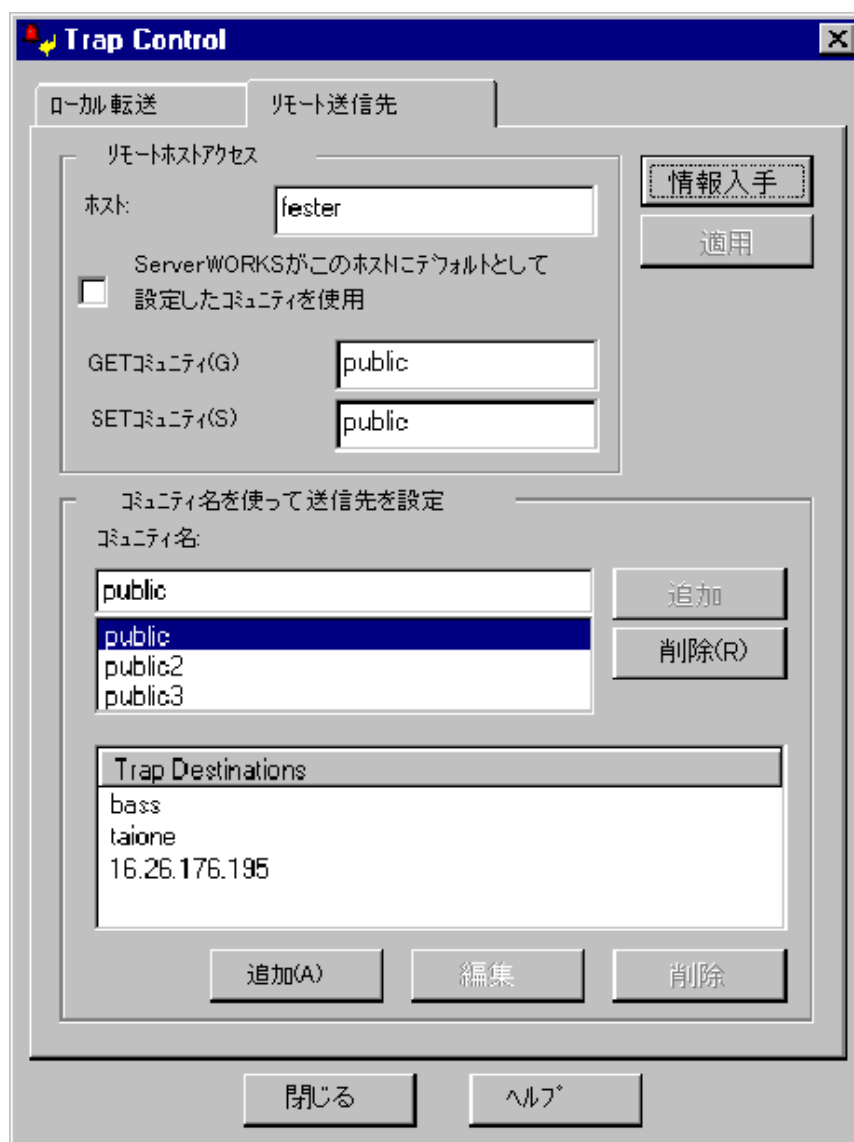 Trap Control
ﾛｰｶﾙ転送
ﾘﾓｰﾄ送信先
ﾘﾓｰﾄﾎｽﾄｱｸｾｽ
ﾎｽﾄ:
fester
情報入手
適用
ServerWORKSがこのﾎｽﾄにﾃﾞﾌｫﾙﾄとして
設定したｺﾐｭﾆﾃｨを使用
GETｺﾐｭﾆﾃｨ(G)
public
SETｺﾐｭﾆﾃｨ(S)
public
ｺﾐｭﾆﾃｨ名を使って送信先を設定
ｺﾐｭﾆﾃｨ名:
public
追加
public
public2
public3
削除(R)
Trap Destinations
bass
taione
16.26.176.195
追加(A)
編集
削除
閉じる
ﾍﾙﾌﾟ